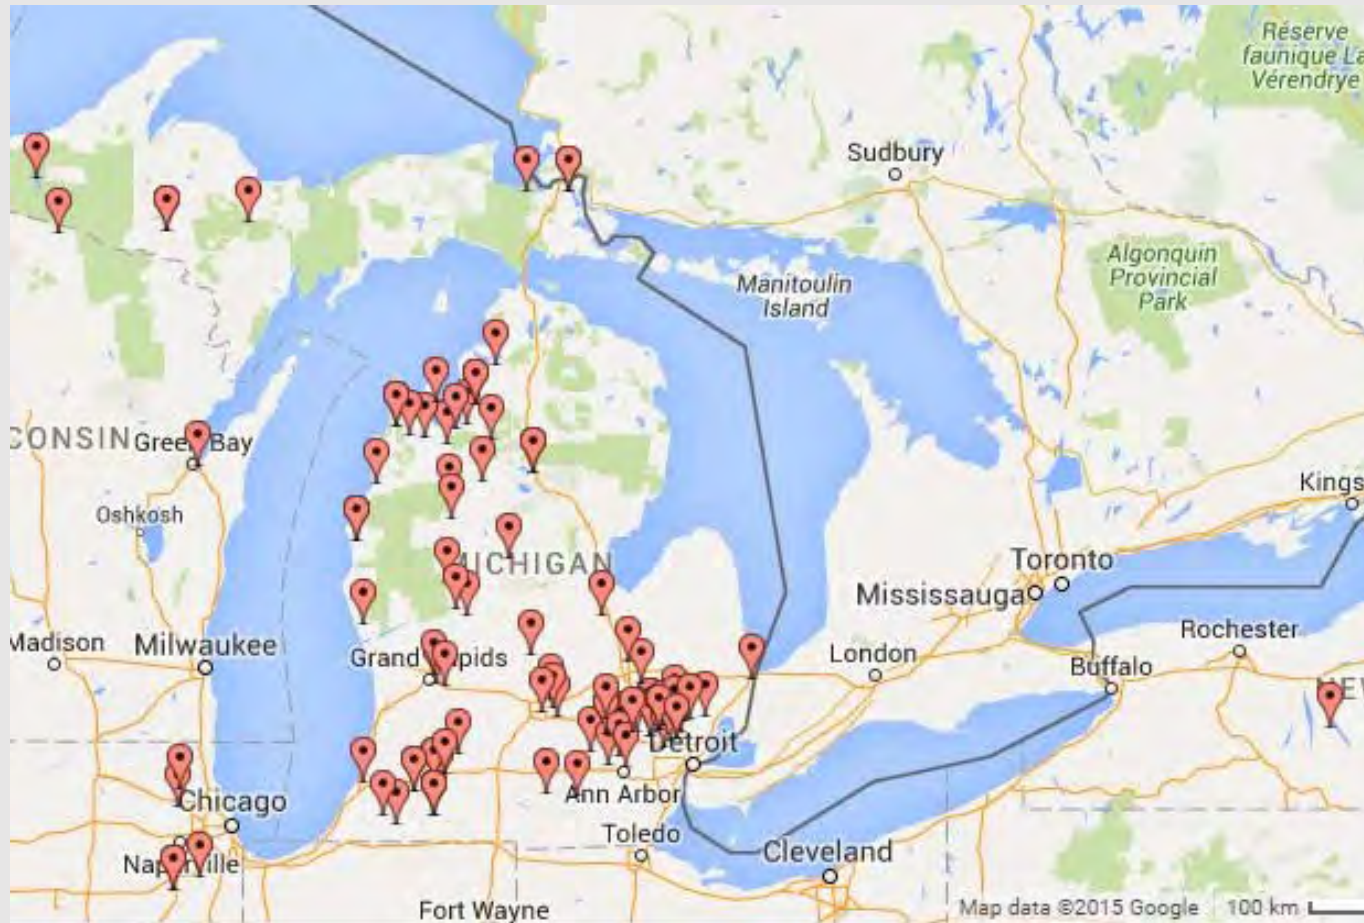 Réserve
faunique La
Vérendrye
Sudbury
Algonquin
Provincial
Park
Manitoulin
Island
CONSIN
Green Bay
Oshkosh
Kings
MICHIGAN
Toronto
Mississauga
Rochester
Madison
Milwaukee
Grand Rapids
London
Buffalo
NEW
Detroit
Ann Arbor
Chicago
Toledo
Cleveland
Naperville
Fort Wayne
Map data ©2015 Google
100 km